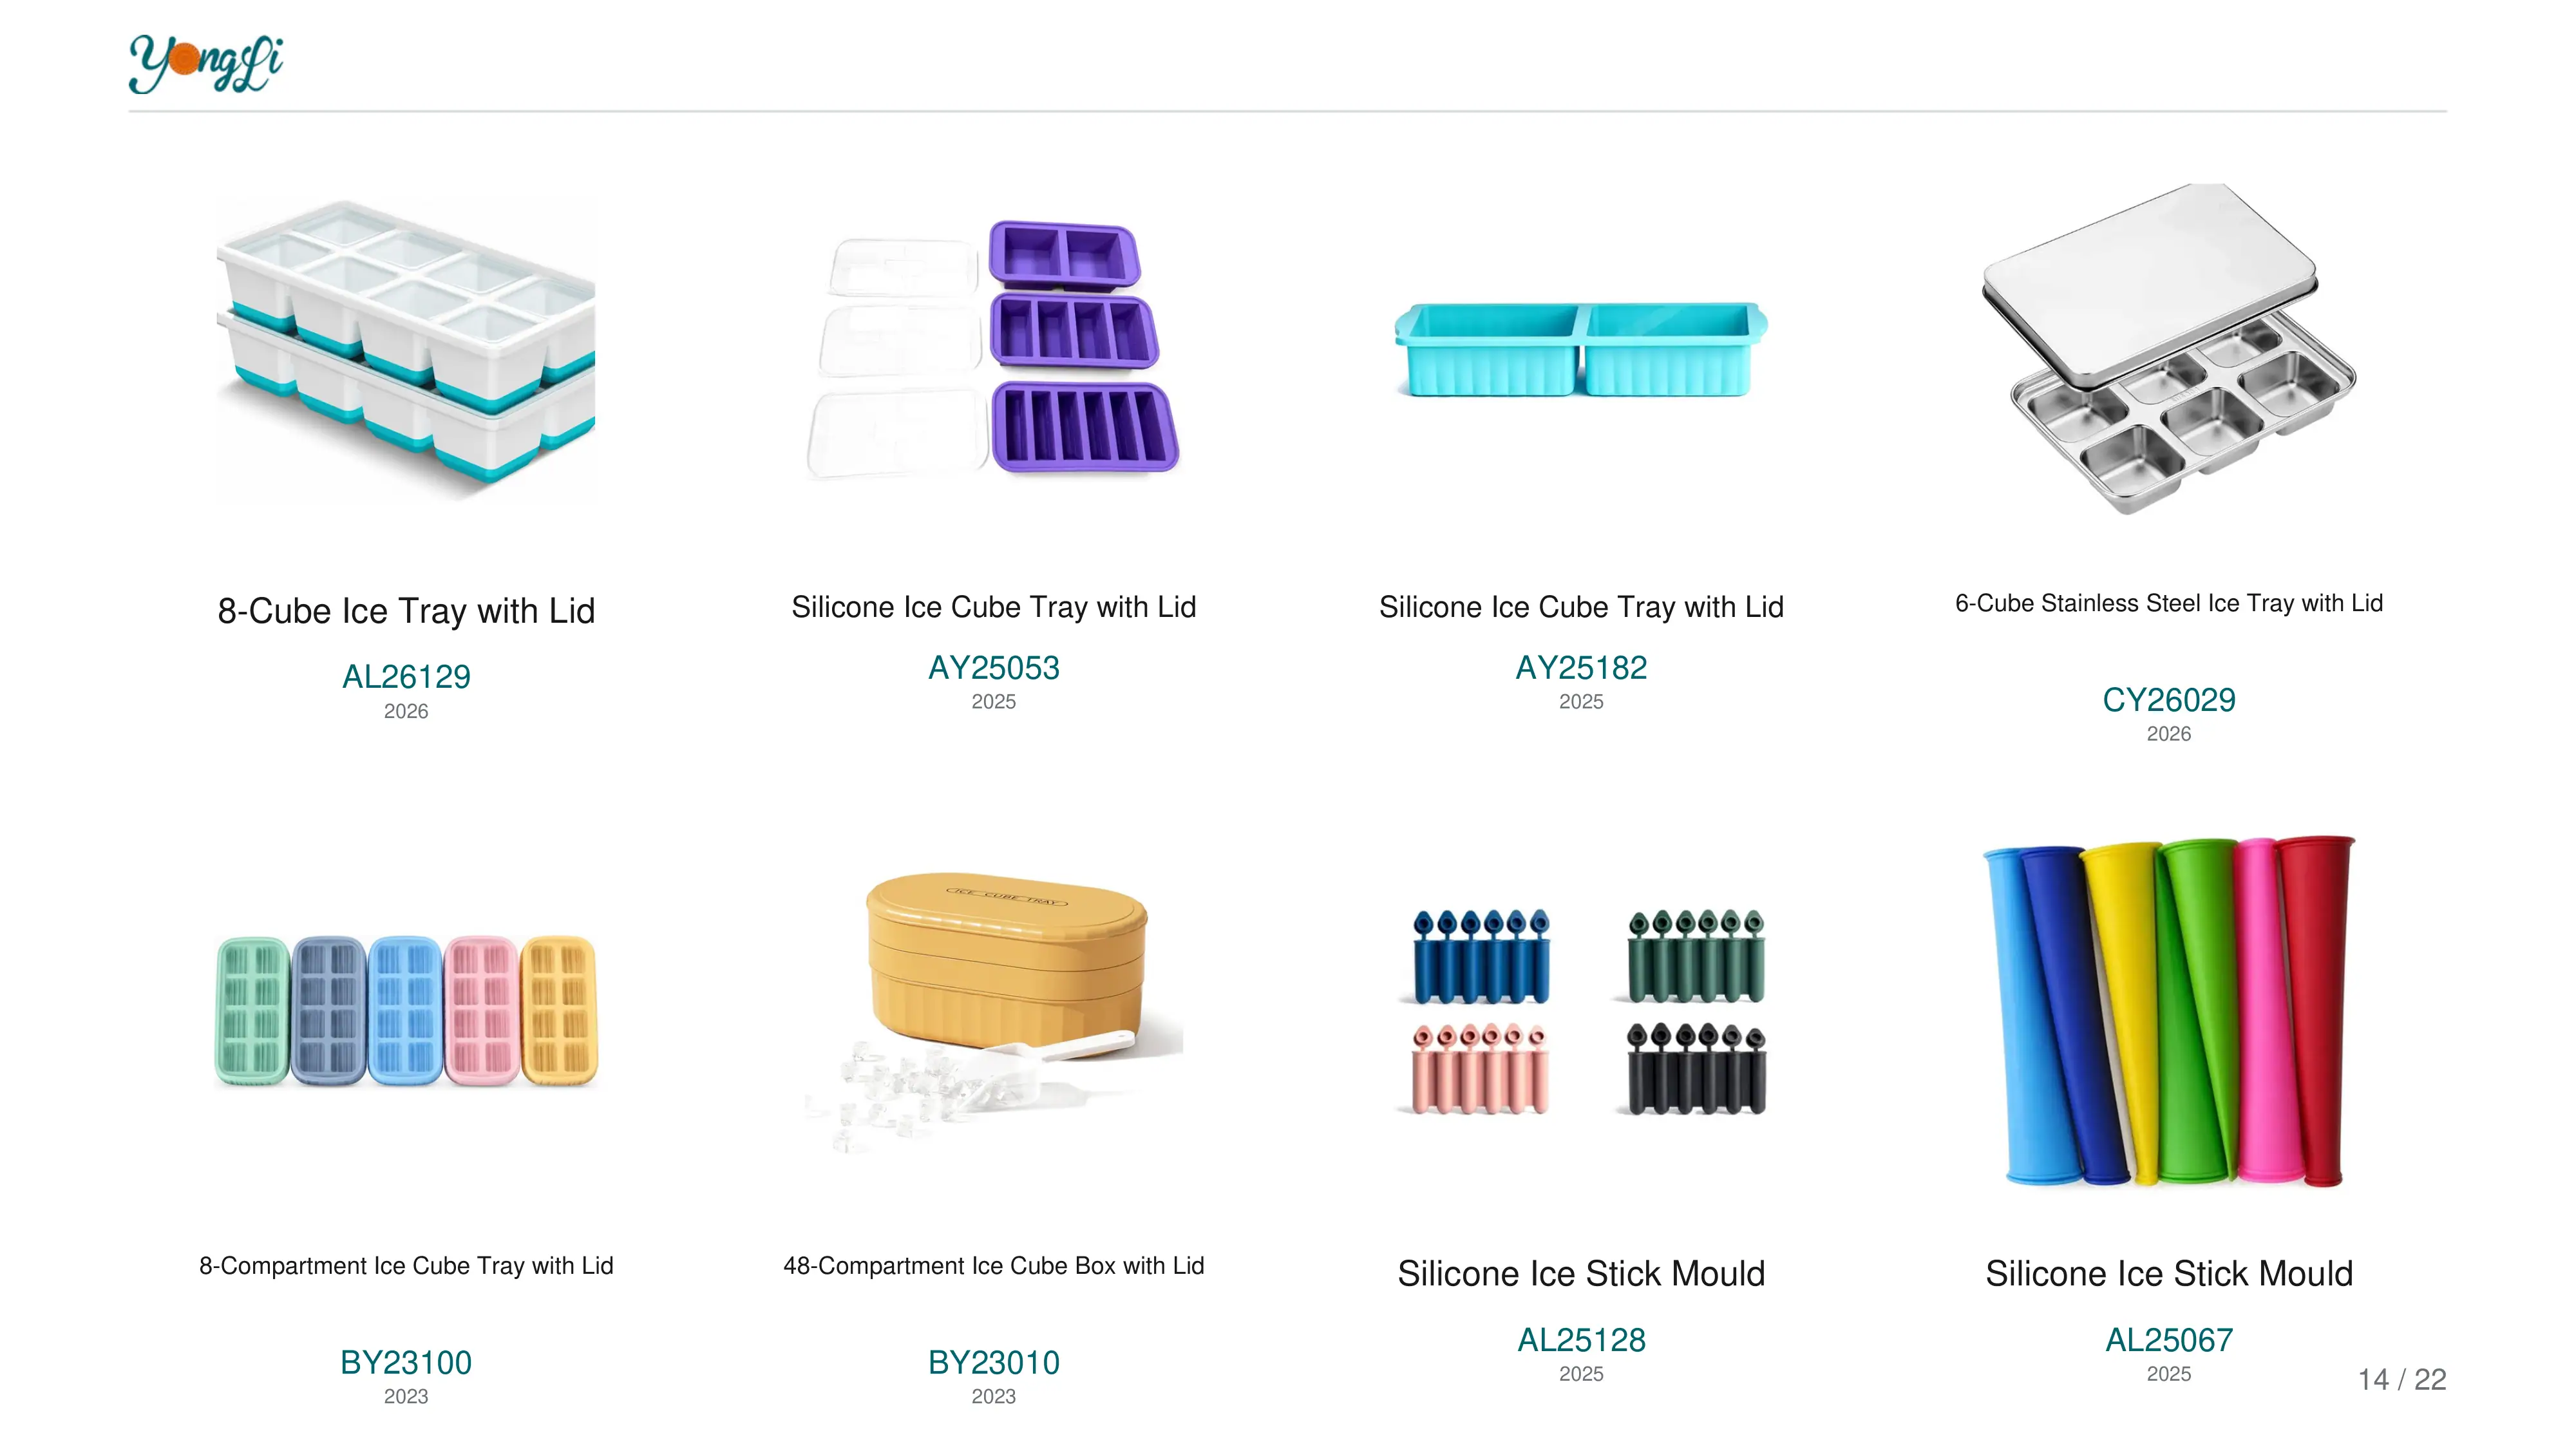 YongLi
8-Cube Ice Tray with Lid
AL26129
2026
Silicone Ice Cube Tray with Lid
AY25053
2025
Silicone Ice Cube Tray with Lid
AY25182
2025
6-Cube Stainless Steel Ice Tray with Lid
CY26029
2026
ICE CUBE TRAY
8-Compartment Ice Cube Tray with Lid
BY23100
2023
48-Compartment Ice Cube Box with Lid
BY23010
2023
Silicone Ice Stick Mould
AL25128
2025
Silicone Ice Stick Mould
AL25067
2025
14 / 22